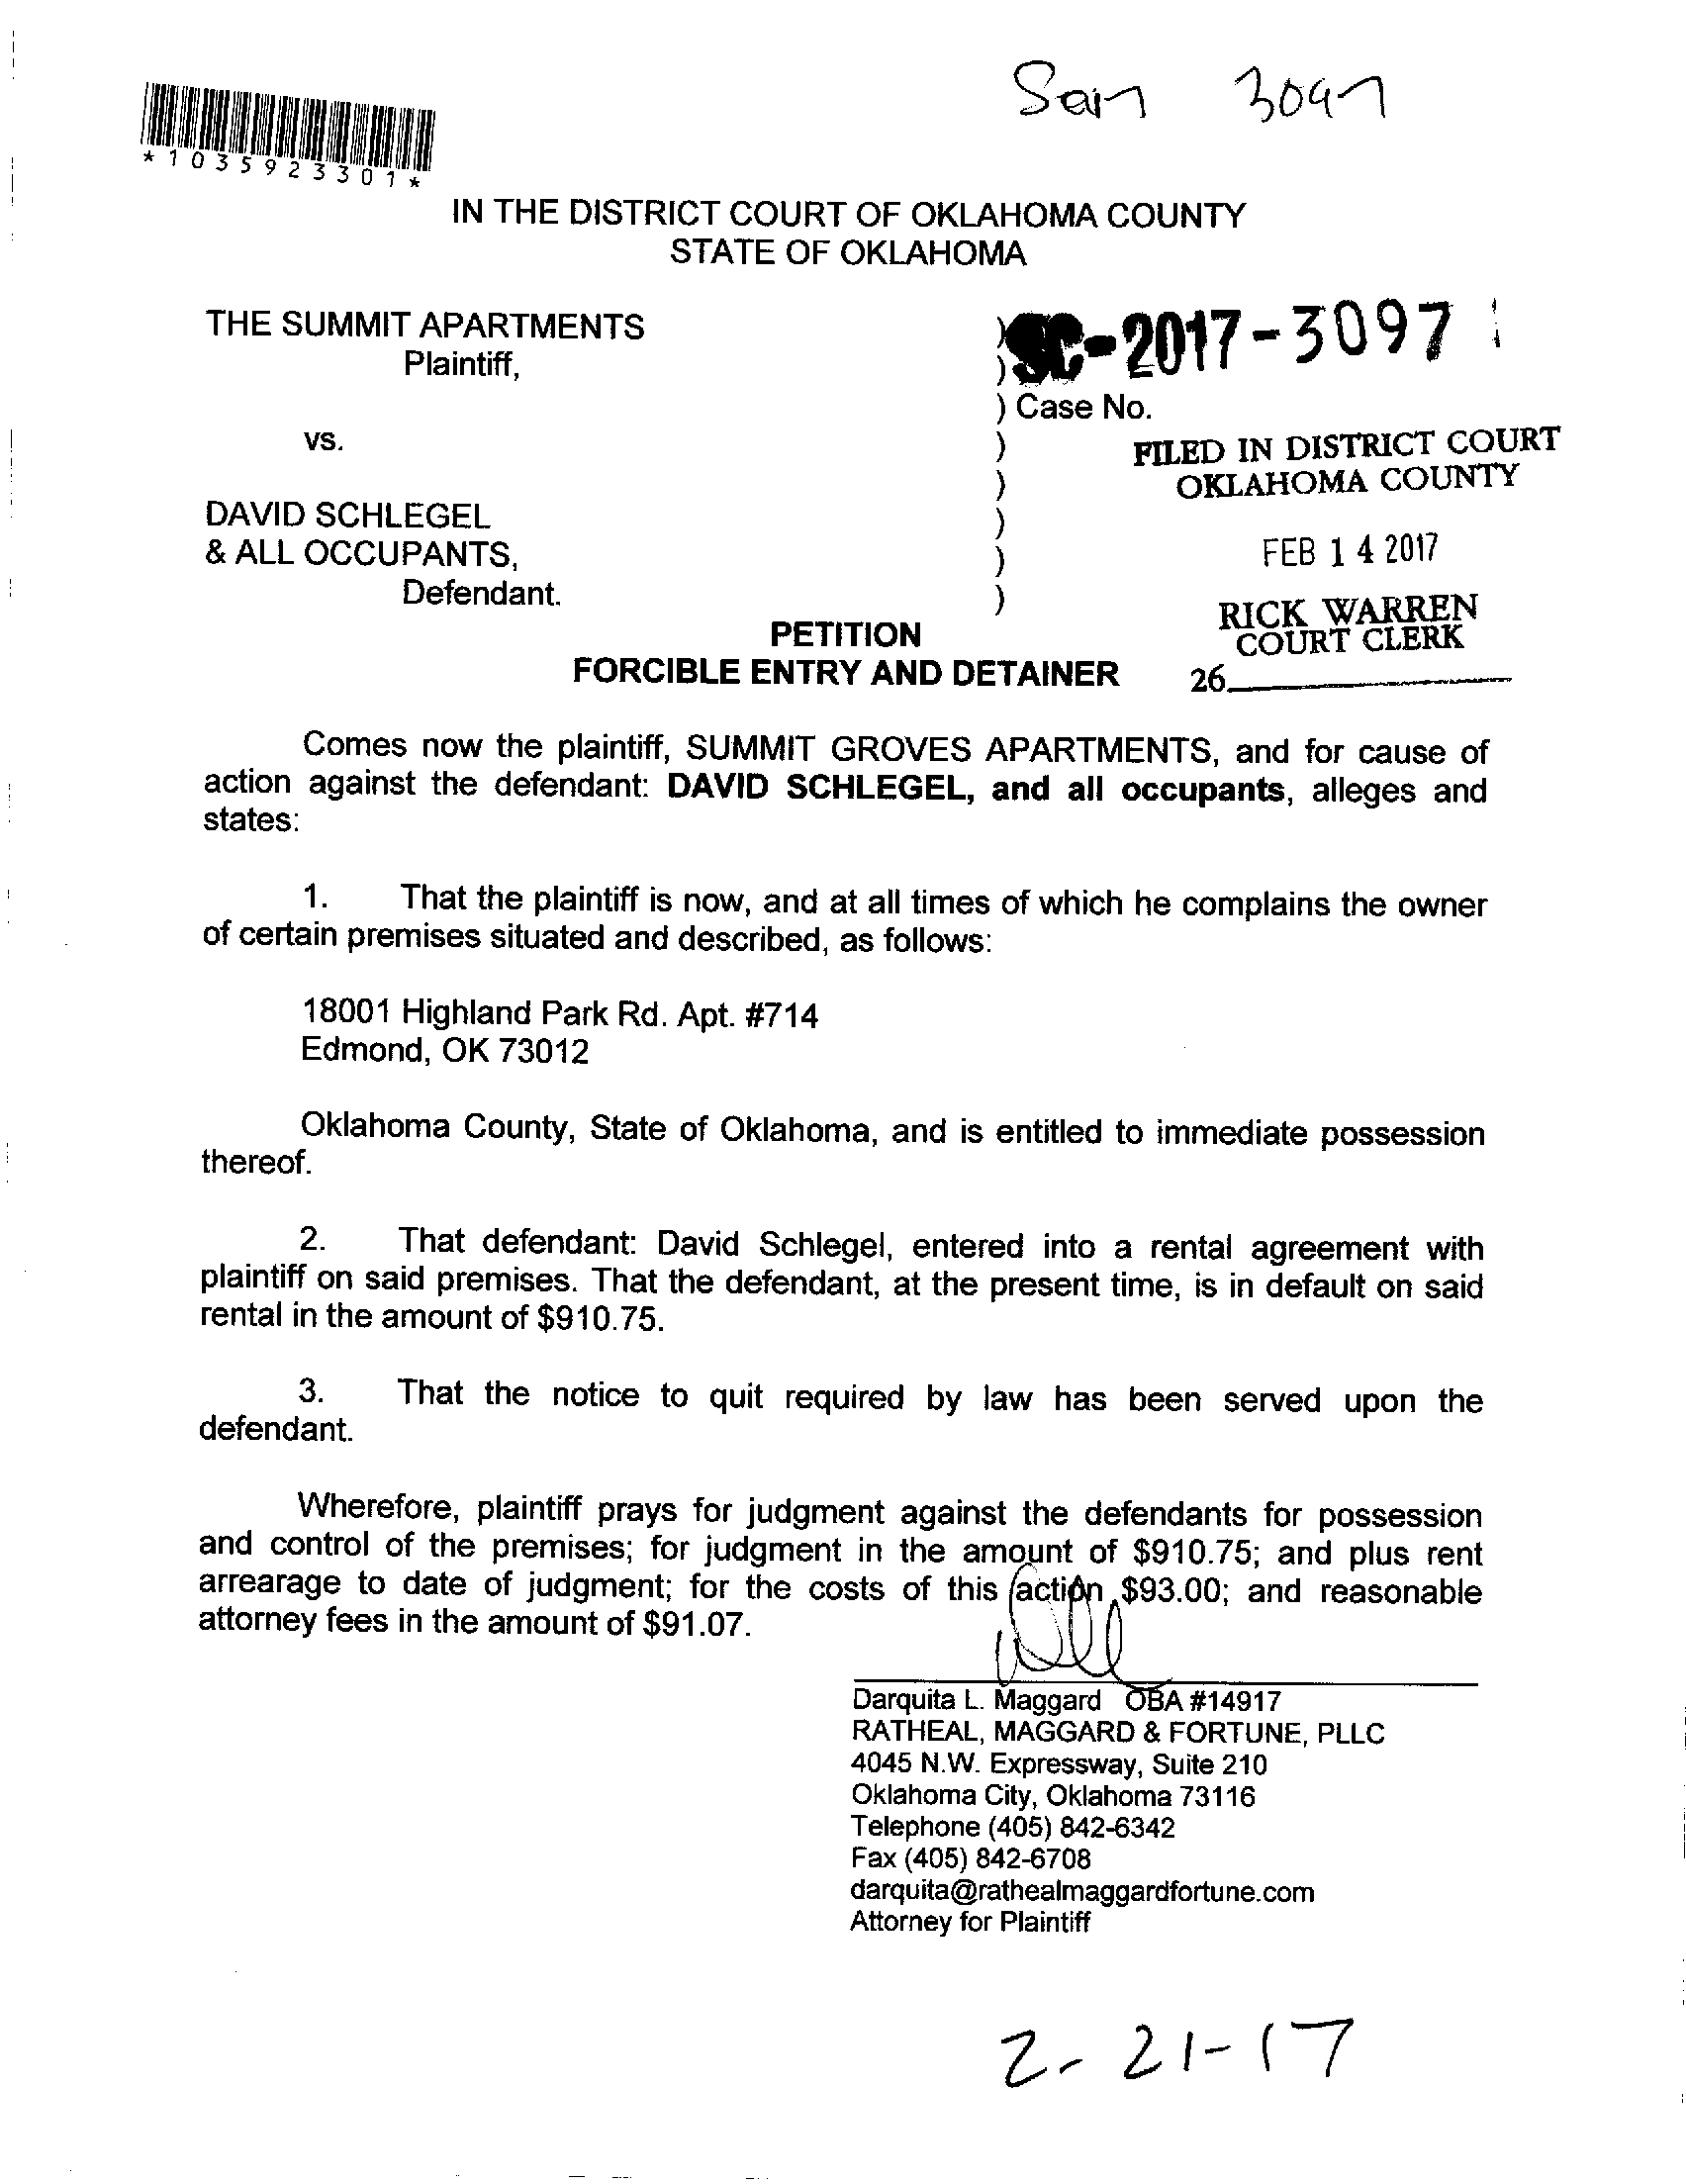 3097
*1035923301*
IN THE DISTRICT COURT OF OKLAHOMA COUNTY
STATE OF OKLAHOMA
THE SUMMIT APARTMENTS
Plaintiff,
vs.
DAVID SCHLEGEL
& ALL OCCUPANTS,
Defendant.
)
)
)
)
)
)
)
)
SC-2017-3097
Case No.
FILED IN DISTRICT COURT
OKLAHOMA COUNTY
FEB 14 2017
RICK WARREN
COURT CLERK
26
PETITION
FORCIBLE ENTRY AND DETAINER
Comes now the plaintiff, SUMMIT GROVES APARTMENTS, and for cause of
action against the defendant: DAVID SCHLEGEL, and all occupants, alleges and
states:
1. That the plaintiff is now, and at all times of which he complains the owner
of certain premises situated and described, as follows:
18001 Highland Park Rd. Apt. #714
Edmond, OK 73012
Oklahoma County, State of Oklahoma, and is entitled to immediate possession
thereof.
2. That defendant: David Schlegel, entered into a rental agreement with
plaintiff on said premises. That the defendant, at the present time, is in default on said
rental in the amount of $910.75.
3. That the notice to quit required by law has been served upon the
defendant.
Wherefore, plaintiff prays for judgment against the defendants for possession
and control of the premises; for judgment in the amount of $910.75; and plus rent
arrearage to date of judgment; for the costs of this action $93.00; and reasonable
attorney fees in the amount of $91.07.
Darquita L. Maggard OBA #14917
RATHEAL, MAGGARD & FORTUNE, PLLC
4045 N.W. Expressway, Suite 210
Oklahoma City, Oklahoma 73116
Telephone (405) 842-6342
Fax (405) 842-6708
darquita@rathealmaggardfortune.com
Attorney for Plaintiff
2-21-17